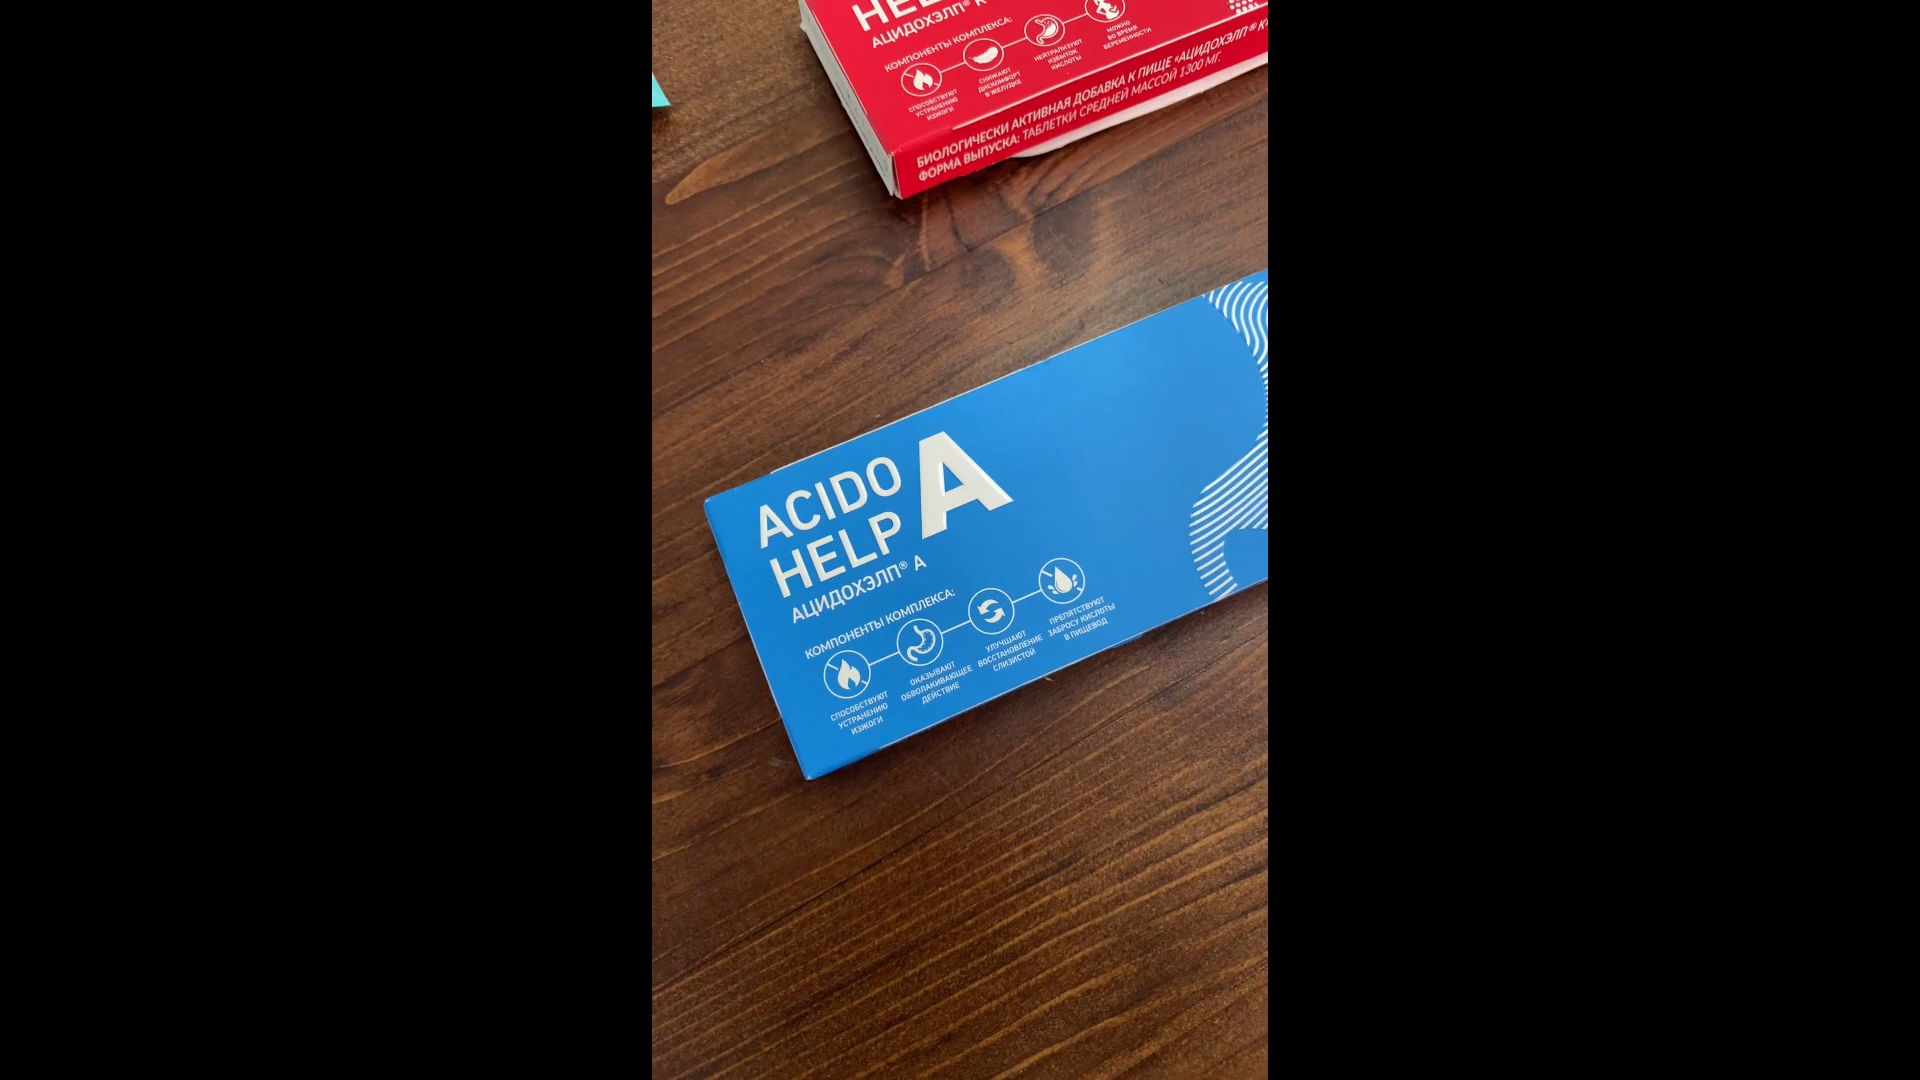 HEL
АЦИДОХЭЛП® К
КОМПОНЕНТЫ КОМПЛЕКСА:
СПОСОБСТВУЮТ
УСТРАНЕНИЮ
ИЗЖОГИ
СНИЖАЮТ
ДИСКОМФОРТ
В ЖЕЛУДКЕ
НЕЙТРАЛИЗУЮТ
ИЗБЫТОК
КИСЛОТЫ
МОЖНО
ВО ВРЕМЯ
БЕРЕМЕННОСТИ
БИОЛОГИЧЕСКИ АКТИВНАЯ ДОБАВКА К ПИЩЕ «АЦИДОХЭЛП® К»
ФОРМА ВЫПУСКА: ТАБЛЕТКИ СРЕДНЕЙ МАССОЙ 1300 МГ.
ACIDO
HELP A
АЦИДОХЭЛП® А
КОМПОНЕНТЫ КОМПЛЕКСА:
СПОСОБСТВУЮТ
УСТРАНЕНИЮ
ИЗЖОГИ
ОКАЗЫВАЮТ
ОБВОЛАКИВАЮЩЕЕ
ДЕЙСТВИЕ
УЛУЧШАЮТ
ВОССТАНОВЛЕНИЕ
СЛИЗИСТОЙ
ПРЕПЯТСТВУЮТ
ЗАБРОСУ КИСЛОТЫ
В ПИЩЕВОД